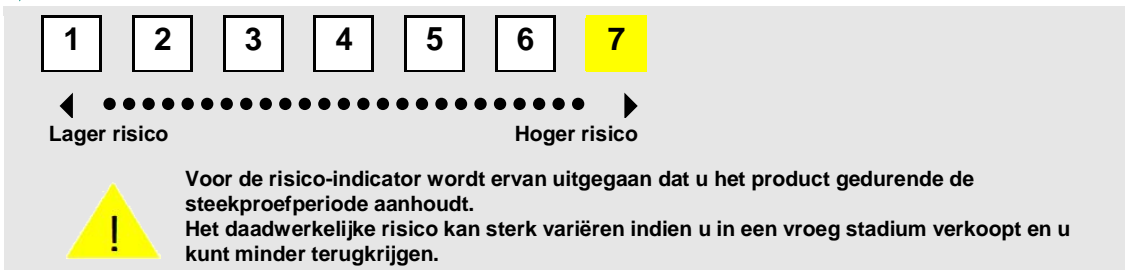 1 2 3 4 5 6 7
Lager risico Hoger risico
!
Voor de risico-indicator wordt ervan uitgegaan dat u het product gedurende de
steekproefperiode aanhoudt.
Het daadwerkelijke risico kan sterk variëren indien u in een vroeg stadium verkoopt en u
kunt minder terugkrijgen.